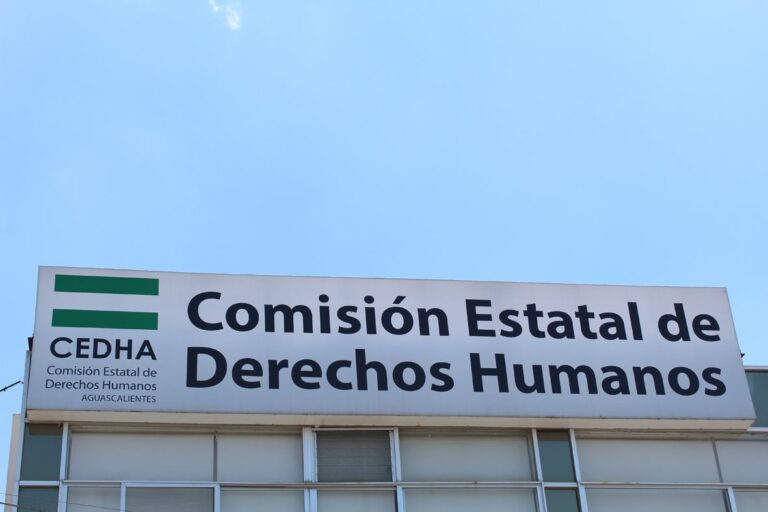 CEDHA
Comisión Estatal de
Derechos Humanos
AGUASCALIENTES
Comisión Estatal de
Derechos Humanos